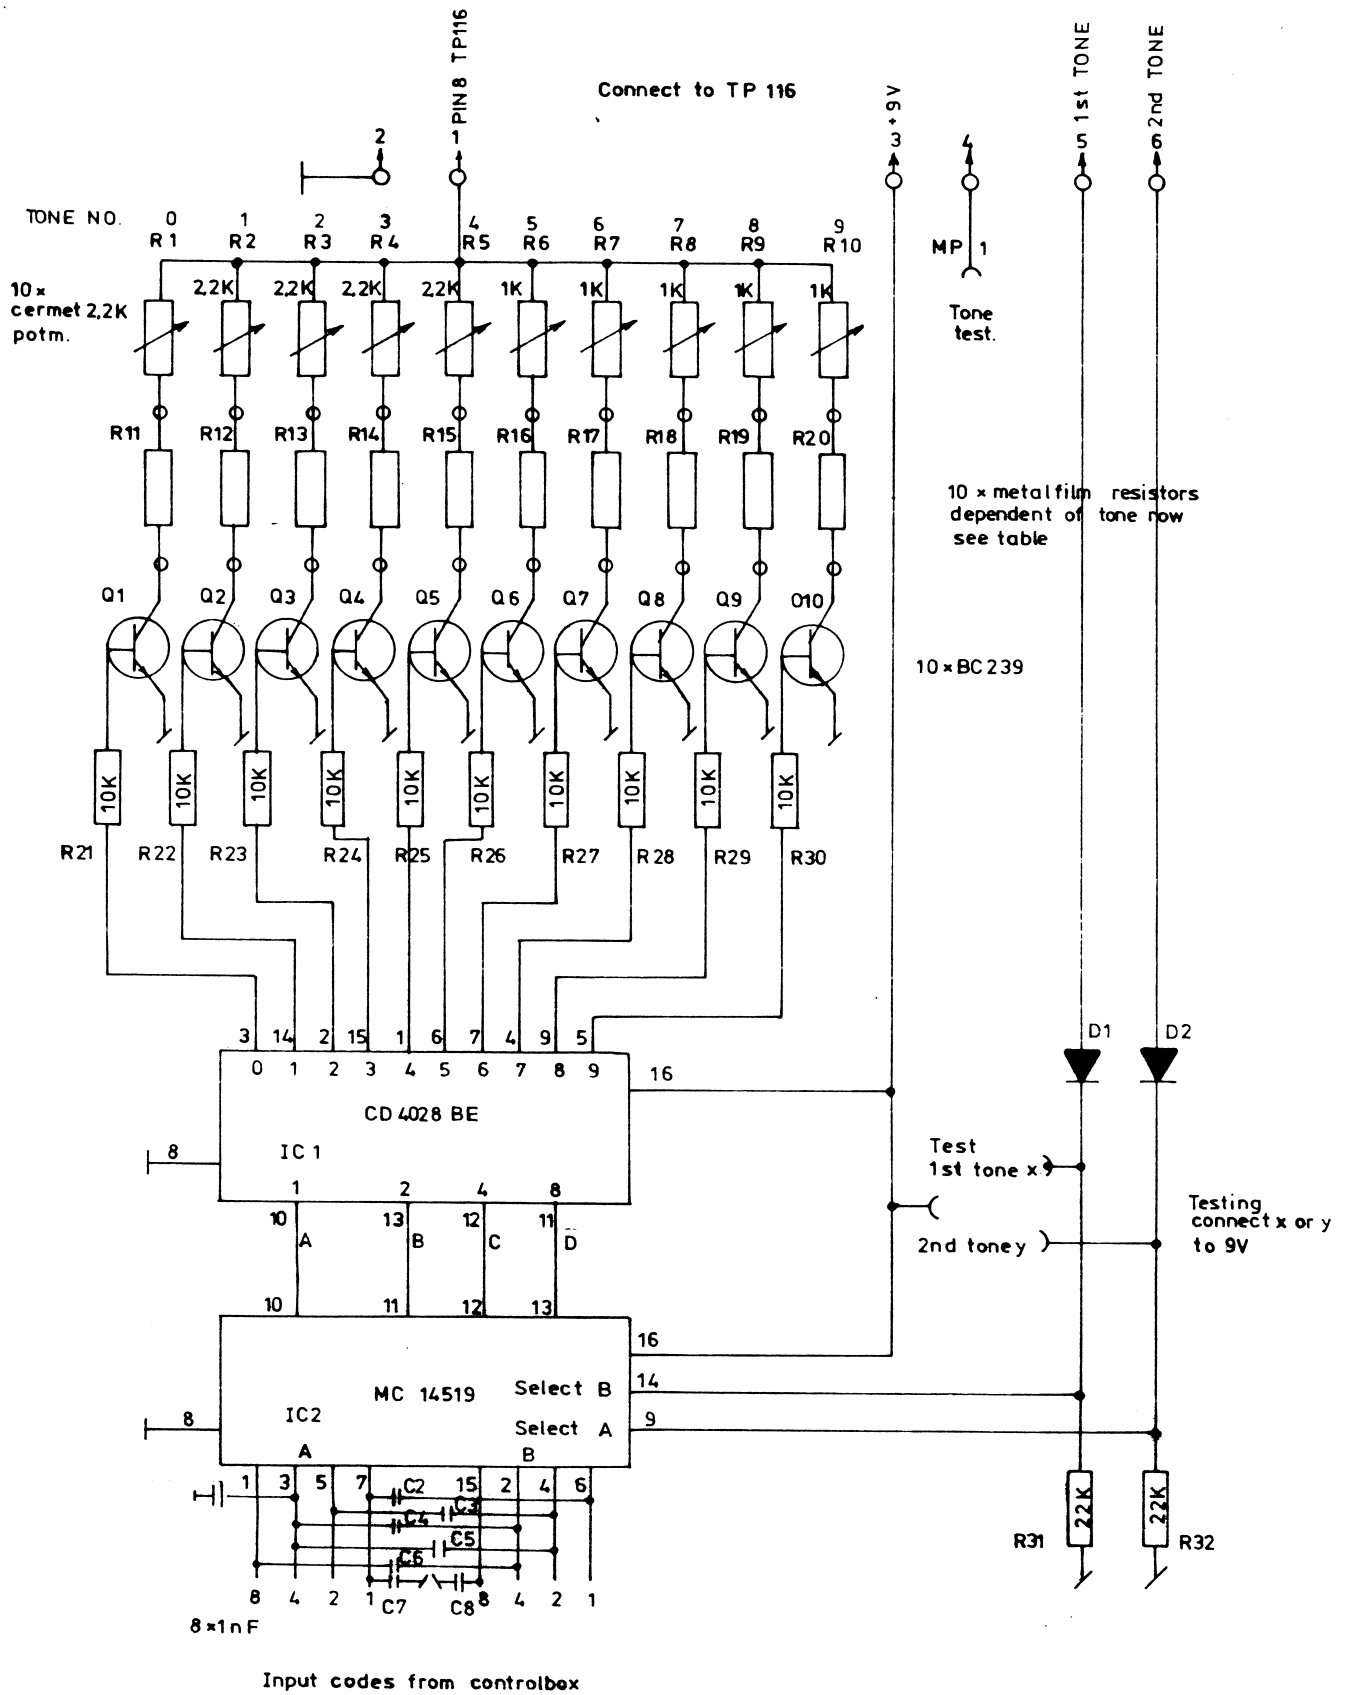 PIN 8 TP116
Connect to TP 116
+9V
1st TONE
2nd TONE
2 1 3 4 5 6
TONE NO. 0 1 2 3 4 5 6 7 8 9
R1 R2 R3 R4 R5 R6 R7 R8 R9 R10
MP 1
10 x
cermet 2,2K
potm.
2,2K 2,2K 2,2K 2,2K 1K 1K 1K 1K 1K
Tone
test.
R11 R12 R13 R14 R15 R16 R17 R18 R19 R20
10 x metalfilm resistors
dependent of tone row
see table
Q1 Q2 Q3 Q4 Q5 Q6 Q7 Q8 Q9 O10
10 x BC 239
10K 10K 10K 10K 10K 10K 10K 10K 10K 10K
R21 R22 R23 R24 R25 R26 R27 R28 R29 R30
3 14 2 15 1 6 7 4 9 5
D1 D2
0 1 2 3 4 5 6 7 8 9
16
CD 4028 BE
8
IC 1
Test
1st tone x
1 2 4 8
10 13 12 11
A B C D
2nd tone y
Testing
connect x or y
to 9V
10 11 12 13
16
MC 14519
Select B 14
8
IC2
Select A 9
A B
1 3 5 7 15 2 4 6
C2
C3
C4
C5
C6
22K 22K
R31 R32
8 4 2 1 8 4 2 1
C7 C8
8 x 1 n F
Input codes from controlbox